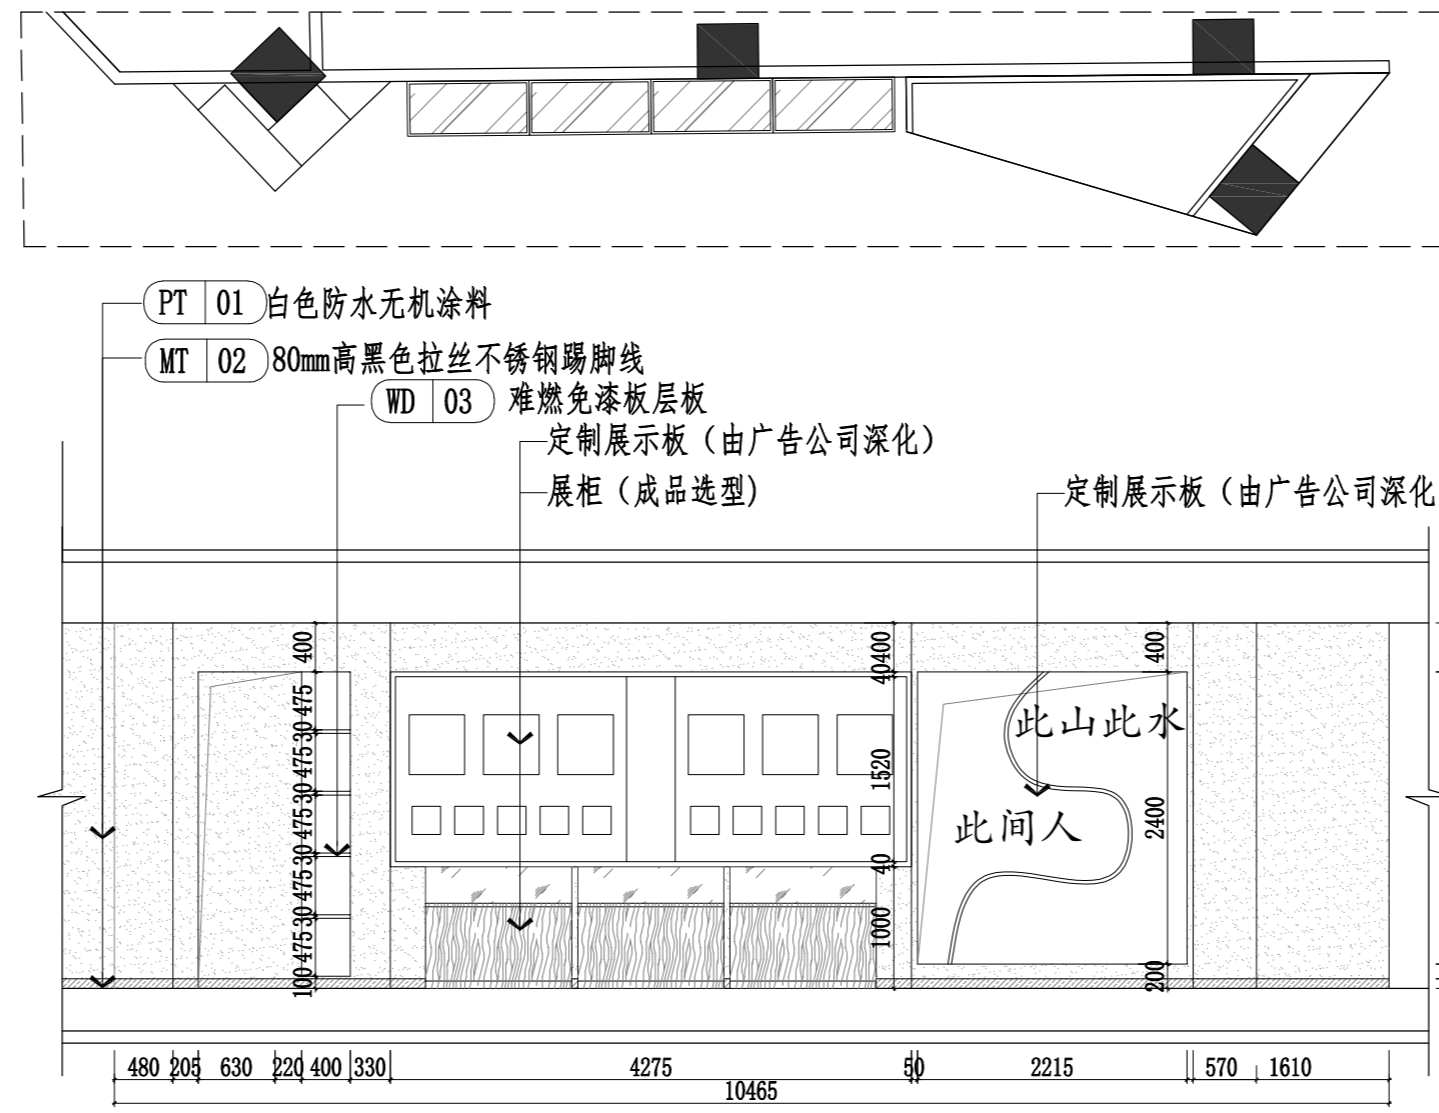 PT 01 白色防水无机涂料
MT 02 80mm高黑色拉丝不锈钢踢脚线
WD 03 难燃免漆板层板
定制展示板（由广告公司深化）
展柜（成品选型）
定制展示板（由广告公司深化
400
475
30
475
30
475
30
475
30
475
100
400
40
1520
40
1000
此山此水
此间人
400
2400
200
480 205 630 220 400 330 4275 50 2215 570 1610
10465